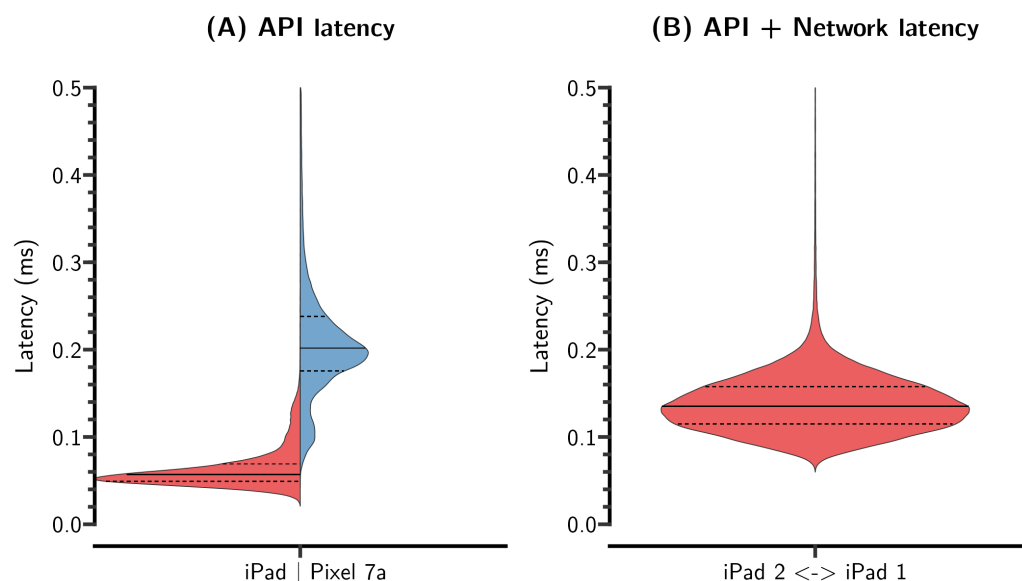 (A) API latency
(B) API + Network latency
Latency (ms)
0.5
0.4
0.3
0.2
0.1
0.0
iPad | Pixel 7a
Latency (ms)
0.5
0.4
0.3
0.2
0.1
0.0
iPad 2 <-> iPad 1